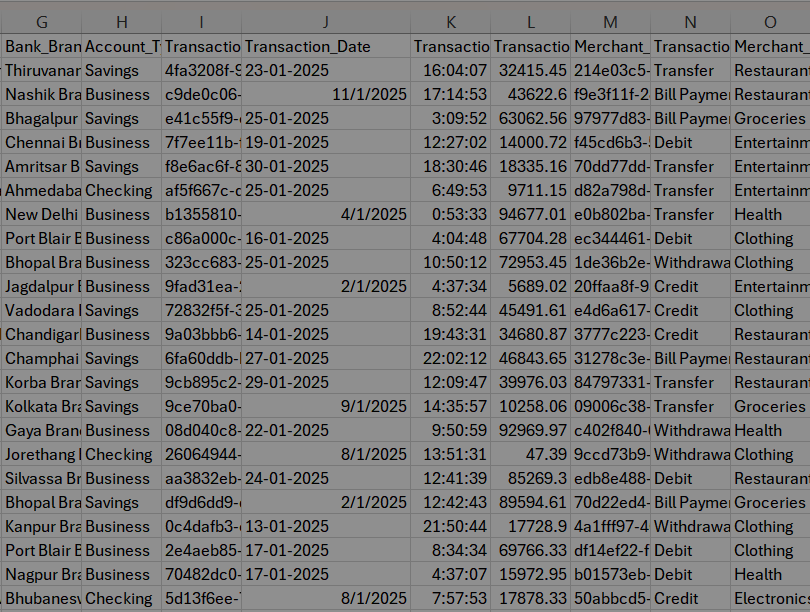 G H I J K L M N O
Bank_Bran Account_T Transactio Transaction_Date Transactio Transactio Merchant_ Transactio Merchant_
Thiruvanar Savings 4fa3208f-9 23-01-2025 16:04:07 32415.45 214e03c5- Transfer Restaurant
Nashik Bra Business c9de0c06- 11/1/2025 17:14:53 43622.6 f9e3f11f-2 Bill Paymer Restaurant
Bhagalpur Savings e41c55f9- 25-01-2025 3:09:52 63062.56 97977d83- Bill Paymer Groceries
Chennai Br Business 7f7ee11b- 19-01-2025 12:27:02 14000.72 f45cd6b3- Debit Entertainm
Amritsar B Savings f8e6ac6f-8 30-01-2025 18:30:46 18335.16 70dd77dd- Transfer Entertainm
Ahmedaba Checking af5f667c-c 25-01-2025 6:49:53 9711.15 d82a798d- Transfer Entertainm
New Delhi Business b1355810- 4/1/2025 0:53:33 94677.01 e0b802ba- Transfer Health
Port Blair B Business c86a000c- 16-01-2025 4:04:48 67704.28 ec344461- Debit Clothing
Bhopal Bra Business 323cc683- 25-01-2025 10:50:12 72953.45 1de36b2e- Withdrawa Clothing
Jagdalpur B Business 9fad31ea- 2/1/2025 4:37:34 5689.02 20ffaa8f-9 Credit Entertainm
Vadodara Savings 72832f5f-3 25-01-2025 8:52:44 45491.61 e4d6a617- Credit Clothing
Chandigarl Business 9a03bbb6- 14-01-2025 19:43:31 34680.87 3777c223- Credit Restaurant
Champhai Savings 6fa60ddb- 27-01-2025 22:02:12 46843.65 31278c3e- Bill Paymer Restaurant
Korba Bran Savings 9cb895c2- 29-01-2025 12:09:47 39976.03 84797331- Transfer Restaurant
Kolkata Bra Savings 9ce70ba0- 9/1/2025 14:35:57 10258.06 09006c38- Transfer Groceries
Gaya Bran Business 08d040c8- 22-01-2025 9:50:59 92969.97 c402f840- Withdrawa Health
Jorethang Checking 26064944- 8/1/2025 13:51:31 47.39 9ccd73b9- Withdrawa Clothing
Silvassa Br Business aa3832eb- 24-01-2025 12:41:39 85269.3 edb8e488- Debit Restaurant
Bhopal Bra Savings df9d6dd9- 2/1/2025 12:42:43 89594.61 70d22ed4- Bill Paymer Groceries
Kanpur Bra Business 0c4dafb3- 13-01-2025 21:50:44 17728.9 4a1fff97-4 Withdrawa Clothing
Port Blair B Business 2e4aeb85- 17-01-2025 8:34:34 69766.33 df14ef22-f Debit Clothing
Nagpur Bra Business 70482dc0- 17-01-2025 4:37:07 15972.95 b01573eb- Debit Health
Bhubanesv Checking 5d13f6ee- 8/1/2025 7:57:53 17878.33 50abbcd5- Credit Electronics